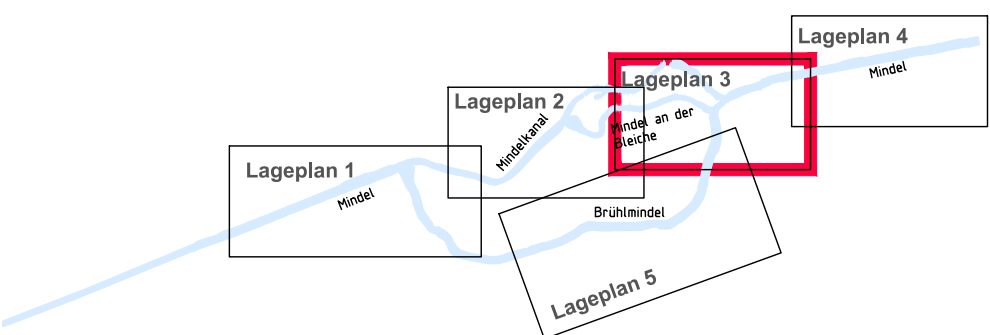 Lageplan 4
Mindel
Lageplan 3
Lageplan 2
Mindel an der
Bleiche
Mindelkanal
Lageplan 1
Mindel
Brühlmindel
Lageplan 5